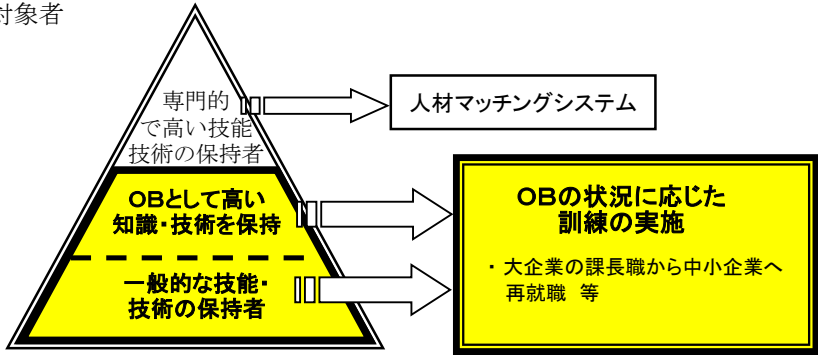 対象者
専門的
で高い技能
技術の保持者
人材マッチングシステム
OBとして高い
知識・技術を保持
一般的な技能・
技術の保持者
OBの状況に応じた
訓練の実施
・ 大企業の課長職から中小企業へ
再就職 等